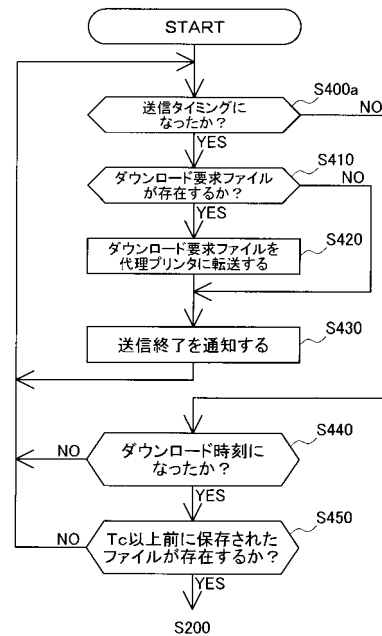 START
送信タイミングに
なったか?
S400a
NO
YES
ダウンロード要求ファイル
が存在するか?
S410
NO
YES
ダウンロード要求ファイルを
代理プリンタに転送する
S420
送信終了を通知する
S430
ダウンロード時刻に
なったか?
S440
NO
YES
Tc以上前に保存された
ファイルが存在するか?
S450
NO
YES
S200